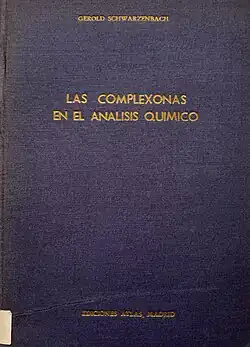 GEROLD SCHWARZENBACH
LAS COMPLEXONAS
EN EL ANALISIS QUIMICO
EDICIONES ATLAS, MADRID